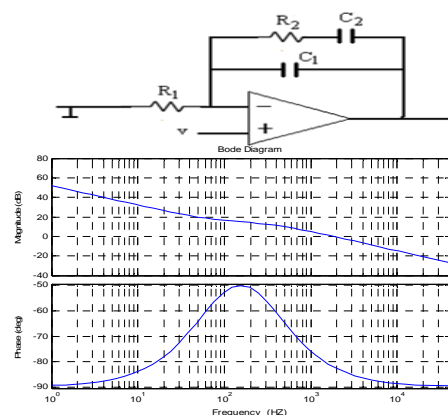 R2 C2
C1
R1
−
v
+
Bode Diagram
80
60
40
20
0
-20
-40
Magnitude (dB)
-50
-60
-70
-80
-90
Phase (deg)
10^0 10^1 10^2 10^3 10^4
Frequency (HZ)